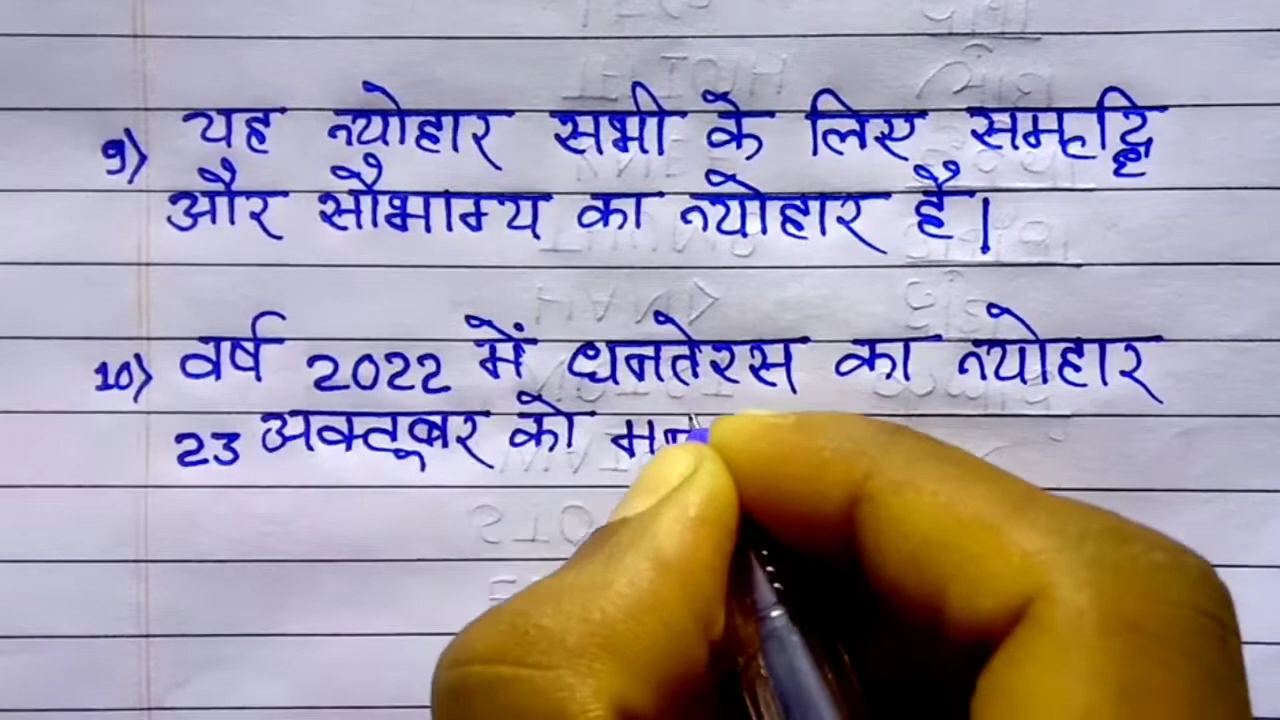 9) यह त्योहार सभी के लिए समृद्धि
और सौभाग्य का त्योहार है।
10) वर्ष 2022 में धनतेरस का त्योहार
23 अक्टूबर को